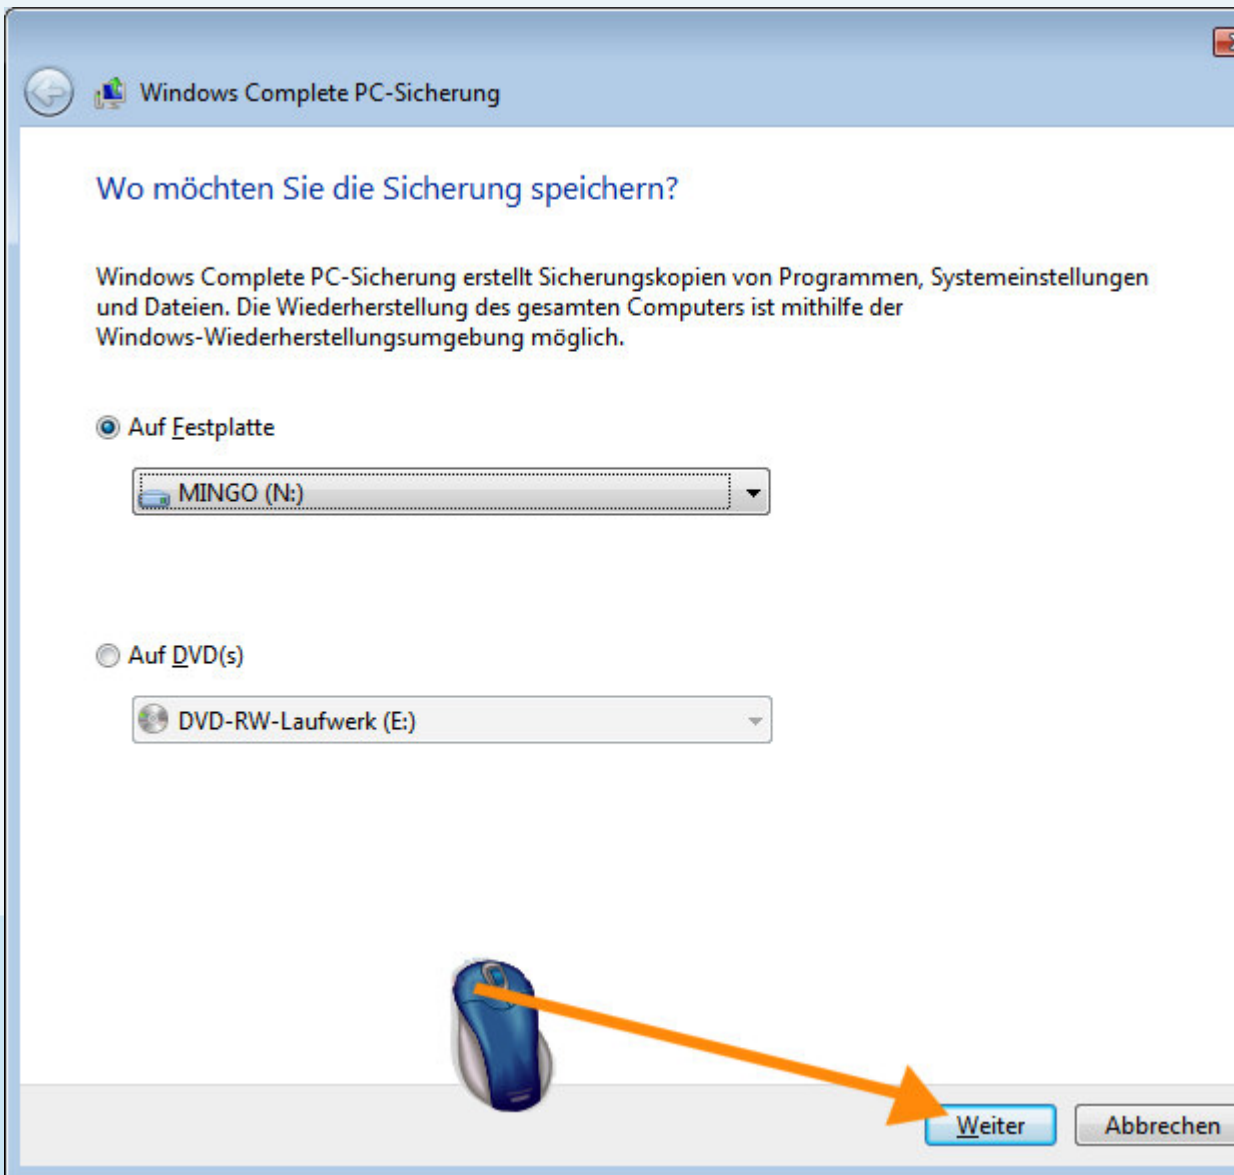 Windows Complete PC-Sicherung
Wo möchten Sie die Sicherung speichern?
Windows Complete PC-Sicherung erstellt Sicherungskopien von Programmen, Systemeinstellungen
und Dateien. Die Wiederherstellung des gesamten Computers ist mithilfe der
Windows-Wiederherstellungsumgebung möglich.
Auf Festplatte
MINGO (N:)
Auf DVD(s)
DVD-RW-Laufwerk (E:)
Weiter Abbrechen